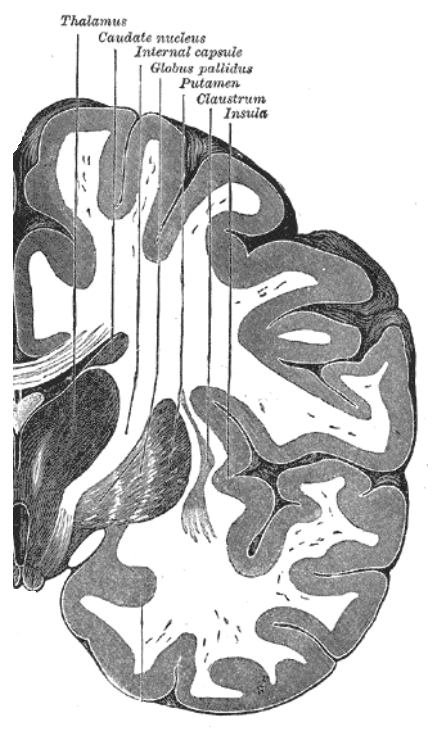 Thalamus
Caudate nucleus
Internal capsule
Globus pallidus
Putamen
Claustrum
Insula